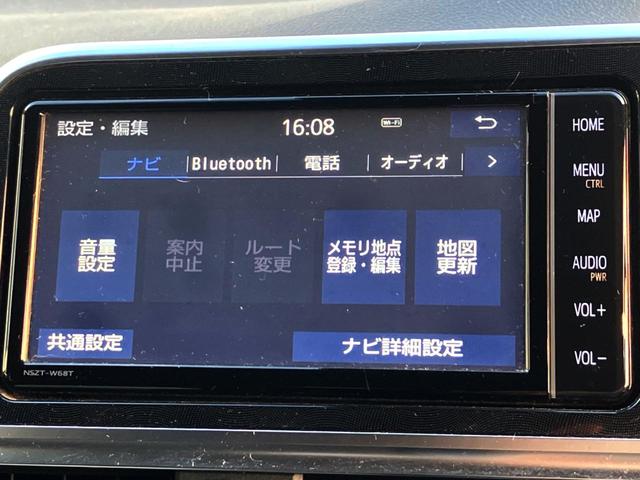 設定・編集 16:08 Wi-Fi
ナビ Bluetooth 電話 オーディオ >
音量
設定
案内
中止
ルート
変更
メモリ地点
登録・編集
地図
更新
共通設定 ナビ詳細設定
NSZT-W68T
HOME
MENU
CTRL
MAP
AUDIO
PWR
VOL+
VOL-